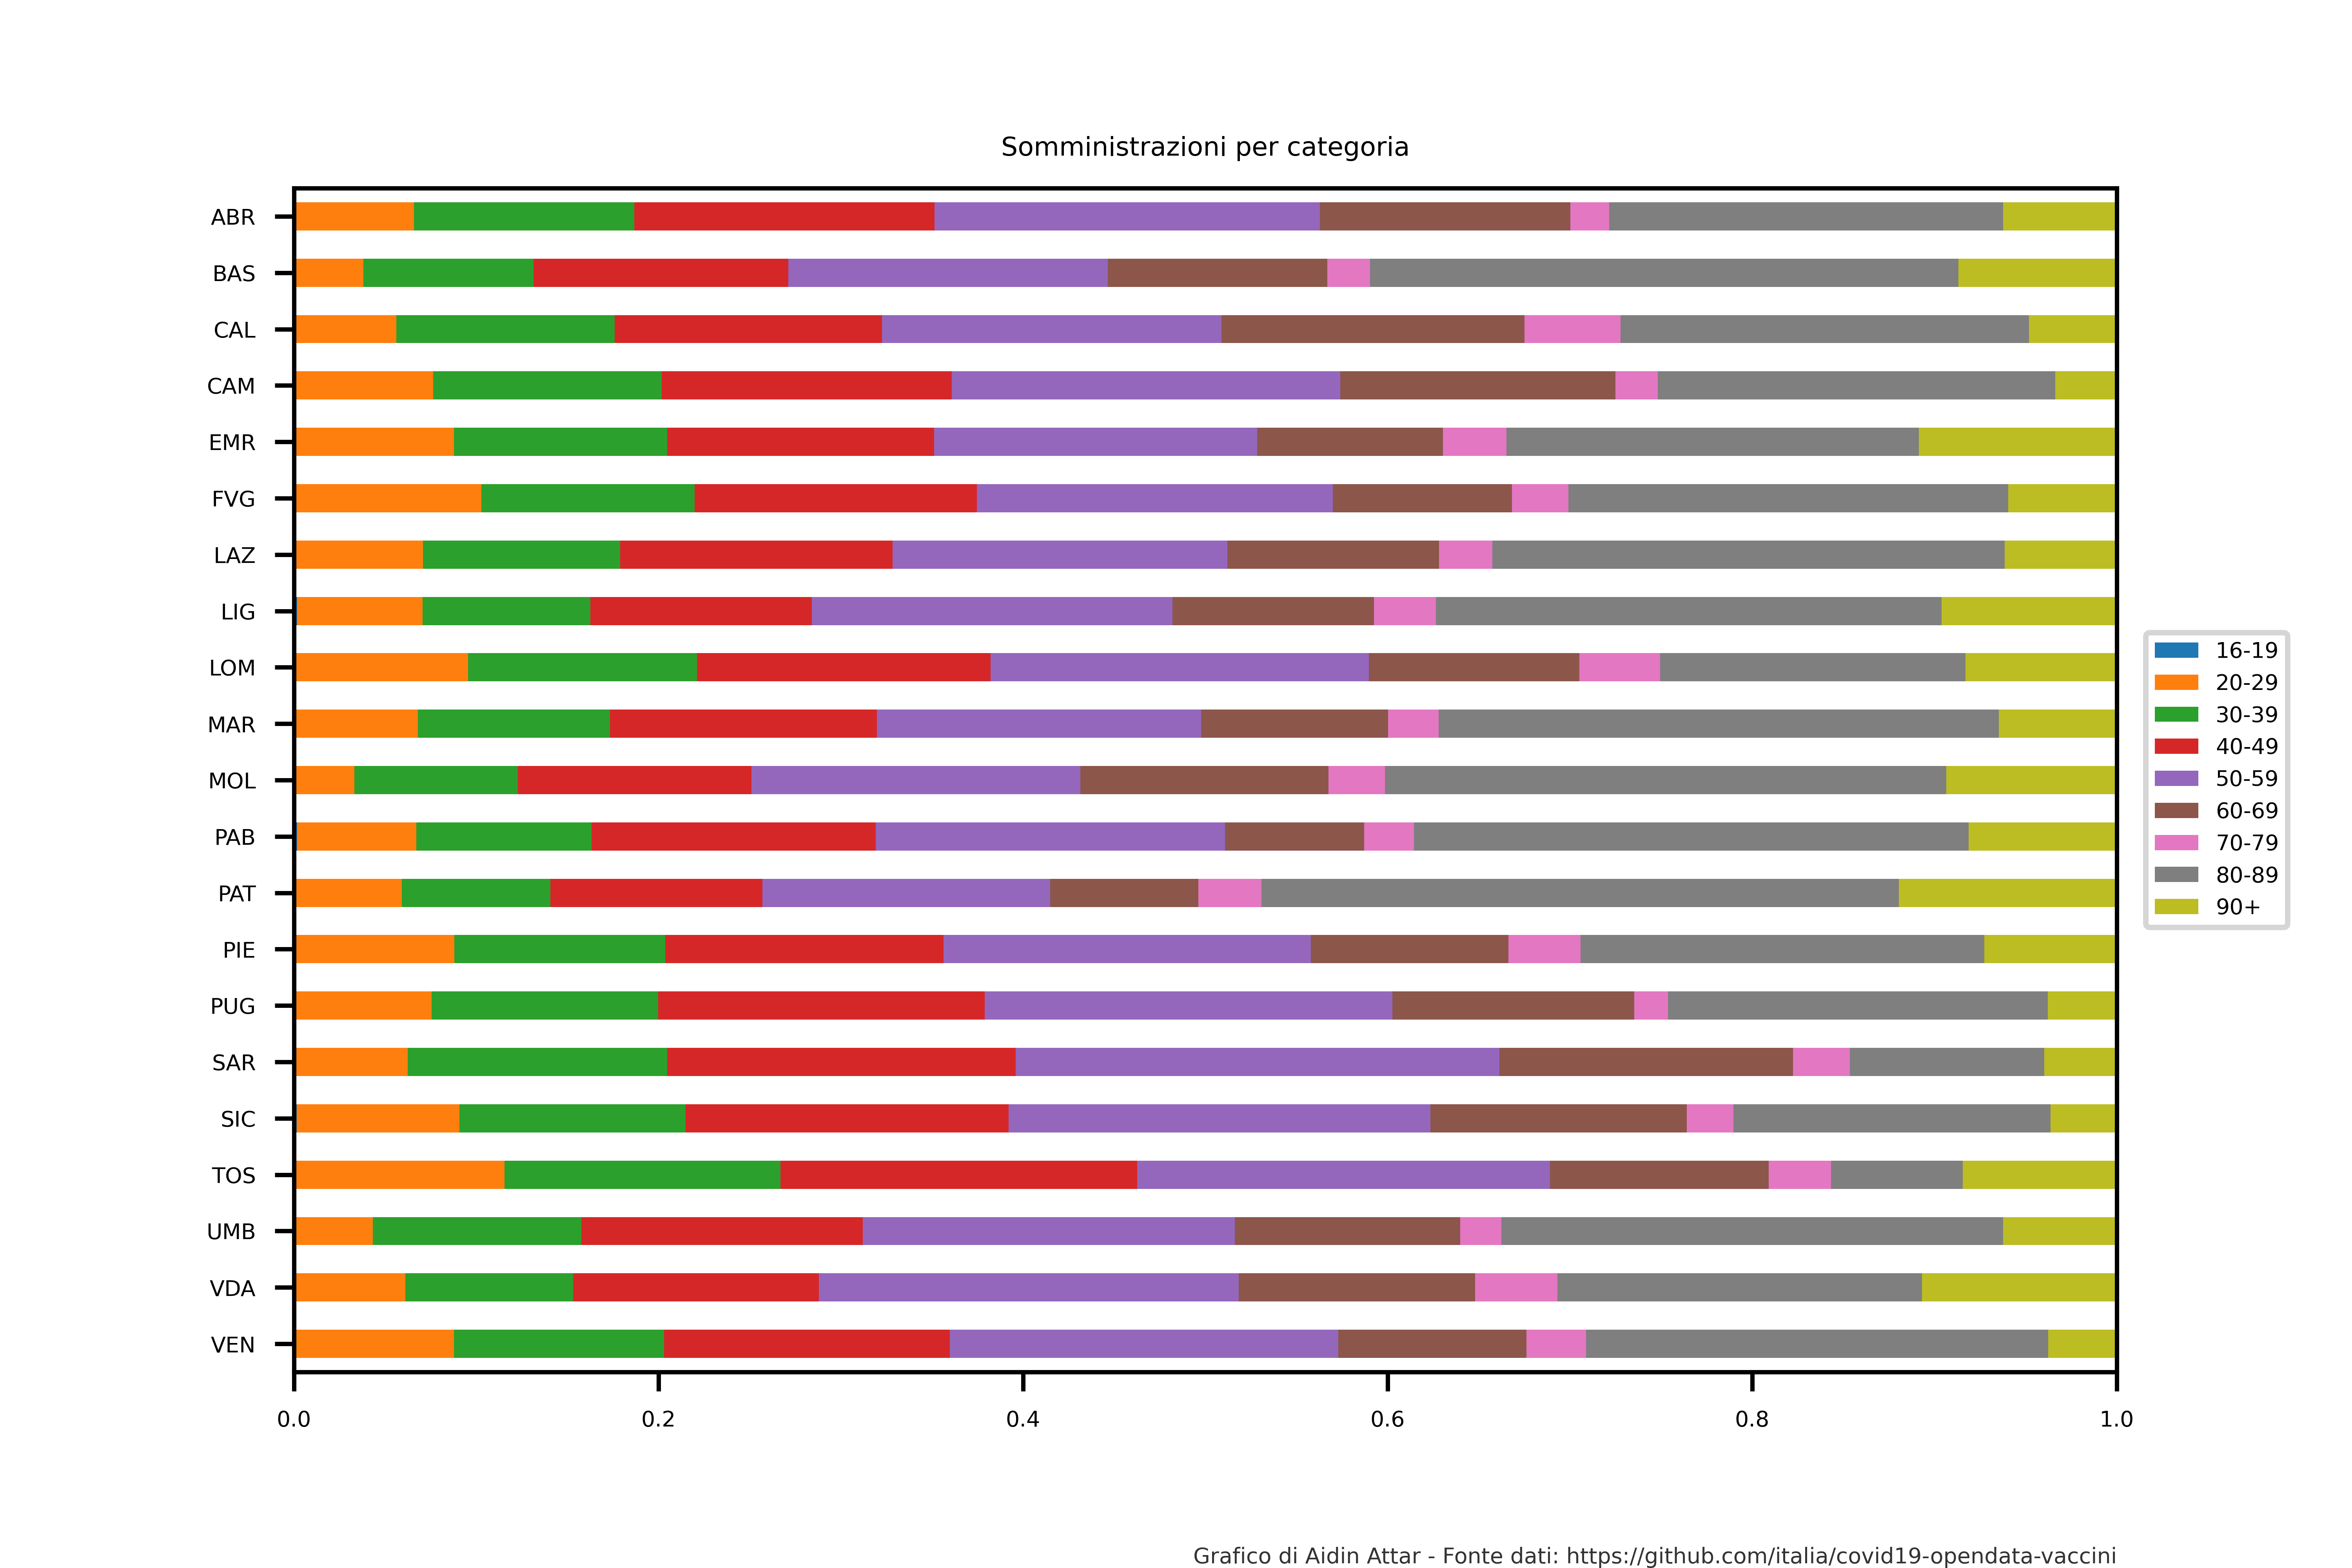 Somministrazioni per categoria
ABR
BAS
CAL
CAM
EMR
FVG
LAZ
LIG
LOM
MAR
MOL
PAB
PAT
PIE
PUG
SAR
SIC
TOS
UMB
VDA
VEN
0.0 0.2 0.4 0.6 0.8 1.0
16-19
20-29
30-39
40-49
50-59
60-69
70-79
80-89
90+
Grafico di Aidin Attar - Fonte dati: https://github.com/italia/covid19-opendata-vaccini